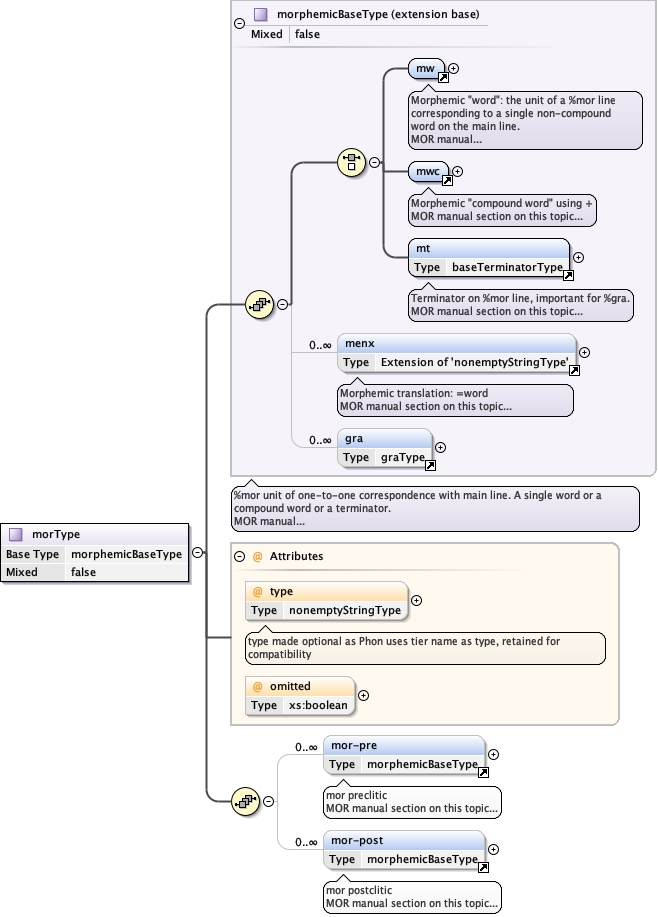 morphemicBaseType (extension base)
Mixed false
mw
Morphemic "word": the unit of a %mor line
corresponding to a single non-compound
word on the main line.
MOR manual...
mwc
Morphemic "compound word" using +
MOR manual section on this topic...
mt
Type baseTerminatorType
Terminator on %mor line, important for %gra.
MOR manual section on this topic...
0..∞
menx
Type Extension of 'nonemptyStringType'
Morphemic translation: =word
MOR manual section on this topic...
0..∞
gra
Type graType
%mor unit of one-to-one correspondence with main line. A single word or a
compound word or a terminator.
MOR manual...
morType
Base Type morphemicBaseType
Mixed false
@ Attributes
@ type
Type nonemptyStringType
type made optional as Phon uses tier name as type, retained for
compatibility
@ omitted
Type xs:boolean
0..∞
mor-pre
Type morphemicBaseType
mor preclitic
MOR manual section on this topic...
0..∞
mor-post
Type morphemicBaseType
mor postclitic
MOR manual section on this topic...